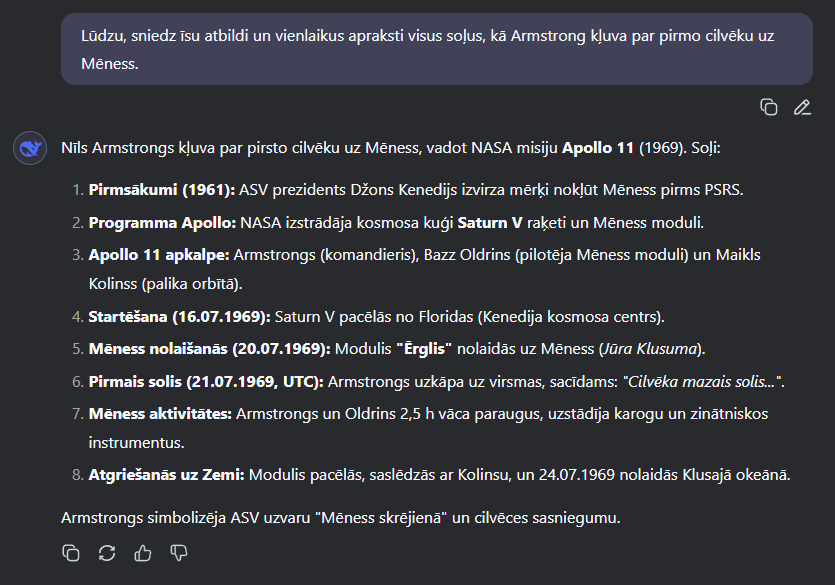 Lūdzu, sniedz īsu atbildi un vienlaikus apraksti visus soļus, kā Armstrong kļuva par pirmo cilvēku uz
Mēness.
Nīls Armstrongs kļuva par pirsto cilvēku uz Mēness, vadot NASA misiju Apollo 11 (1969). Soļi:
1. Pirmsākumi (1961): ASV prezidents Džons Kenedijs izvirza mērķi nokļūt Mēness pirms PSRS.
2. Programma Apollo: NASA izstrādāja kosmosa kuģi Saturn V raķeti un Mēness moduli.
3. Apollo 11 apkalpe: Armstrongs (komandieris), Bazz Oldrins (pilotēja Mēness moduli) un Maikls
Kolinss (palika orbītā).
4. Startēšana (16.07.1969): Saturn V pacēlās no Floridas (Kenedija kosmosa centrs).
5. Mēness nolaišanās (20.07.1969): Modulis "Ērglis" nolaidās uz Mēness (Jūra Klusuma).
6. Pirmais solis (21.07.1969, UTC): Armstrongs uzkāpa uz virsmas, sacīdams: "Cilvēka mazais solis...".
7. Mēness aktivitātes: Armstrongs un Oldrins 2,5 h vāca paraugus, uzstādīja karogu un zinātniskos
instrumentus.
8. Atgriešanās uz Zemi: Modulis pacēlās, saslēdzās ar Kolinsu, un 24.07.1969 nolaidās Klusajā okeānā.
Armstrongs simbolizēja ASV uzvaru "Mēness skrējienā" un cilvēces sasniegumu.